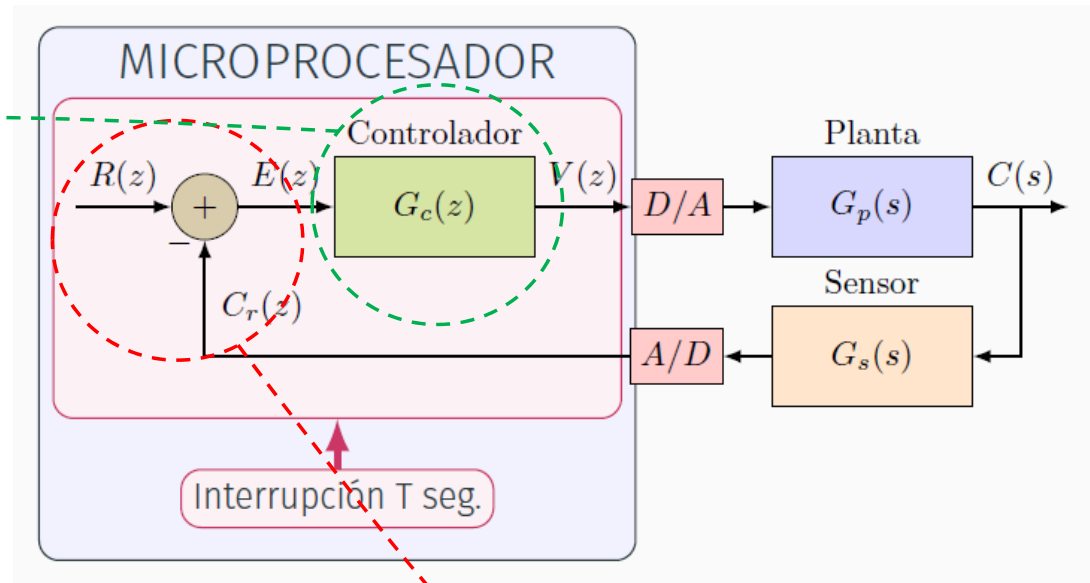 MICROPROCESADOR
Controlador
Planta
R(z)
E(z)
V(z)
C(s)
+
G_c(z)
D/A
G_p(s)
−
Sensor
C_r(z)
A/D
G_s(s)
Interrupción T seg.